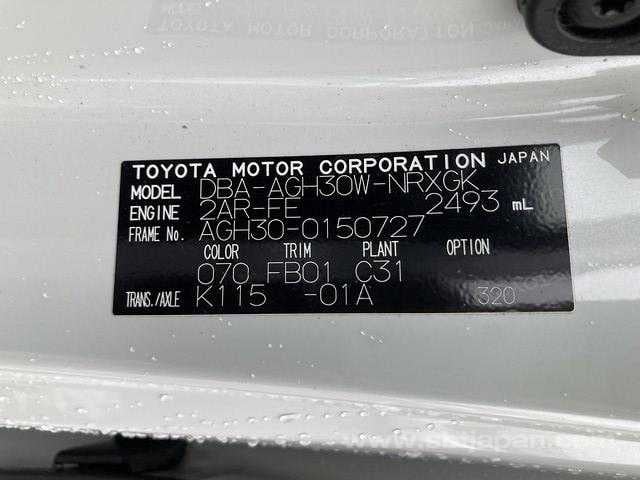 TOYOTA MOTOR CORPORATION JAPAN
MODEL DBA-AGH30W-NRXGK
ENGINE 2AR-FE 2493 mL
FRAME No. AGH30-0150727
COLOR TRIM PLANT OPTION
070 FB01 C31
TRANS./AXLE K115 -01A 320